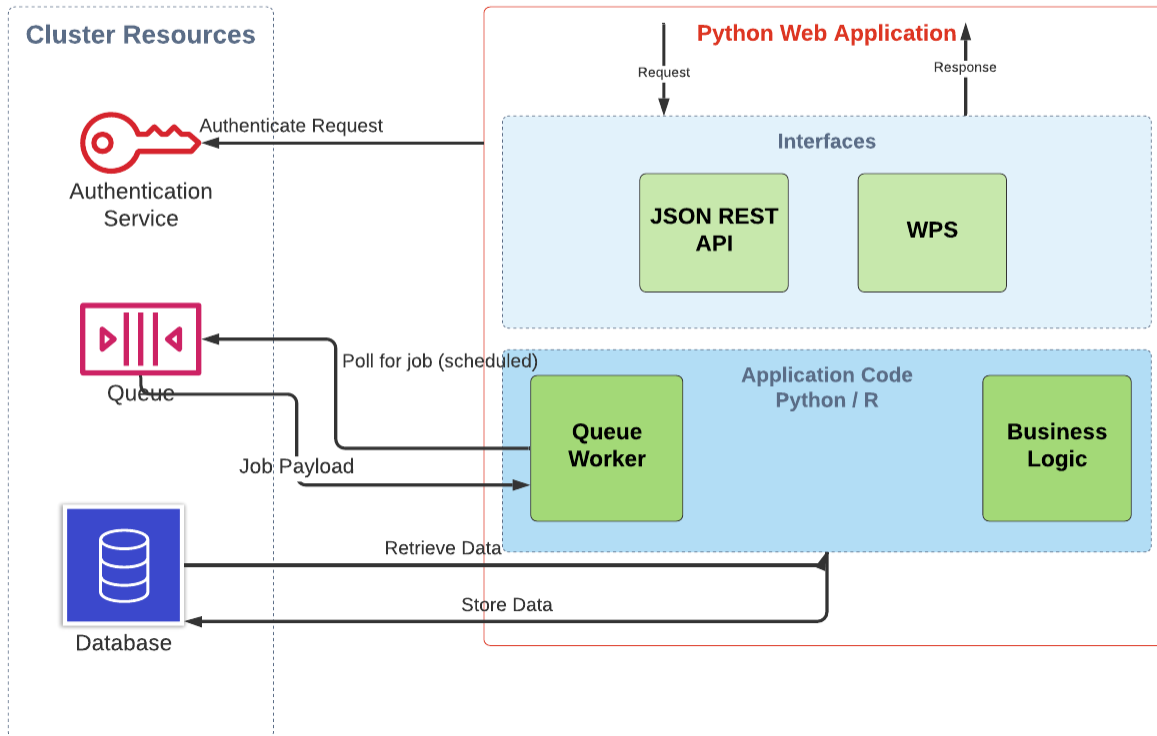 Cluster Resources
Python Web Application
Request
Response
Authenticate Request
Authentication
Service
Interfaces
JSON REST
API
WPS
Queue
Poll for job (scheduled)
Job Payload
Application Code
Python / R
Queue
Worker
Business
Logic
Retrieve Data
Store Data
Database